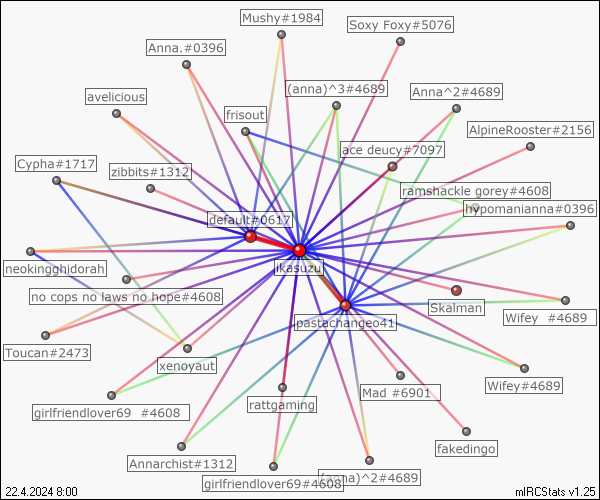 Mushy#1984
Soxy Foxy#5076
Anna.#0396
(anna)^3#4689
Anna^2#4689
avelicious
frisout
AlpineRooster#2156
ace deucy#7097
Cypha#1717
zibbits#1312
ramshackle gorey#4608
hypomanianna#0396
default#0617
neokingghidorah
jkasuzu
no cops no laws no hope#4608
Skalman
Wifey #4689
pastachangeo41
Toucan#2473
xenoyaut
Wifey#4689
Mad #6901
rattgaming
girlfriendlover69 #4608
fakedingo
Annarchist#1312
(anna)^2#4689
girlfriendlover69#4608
22.4.2024 8:00
mIRCStats v1.25